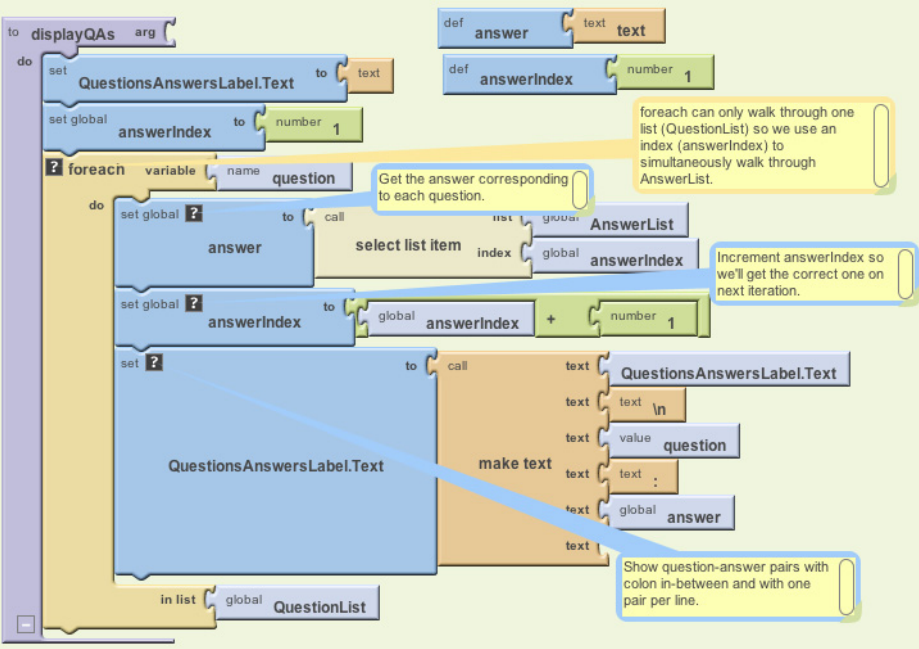 to displayQAs arg
do
set QuestionsAnswersLabel.Text to text
set global answerIndex to number 1
? foreach variable name question
do
set global ? answer to call select list item list global AnswerList
index global answerIndex
set global ? answerIndex to global answerIndex + number 1
set ? QuestionsAnswersLabel.Text to call make text text QuestionsAnswersLabel.Text
text text \n
text value question
text text :
text global answer
text
in list global QuestionList
def answer text text
def answerIndex number 1
foreach can only walk through one
list (QuestionList) so we use an
index (answerIndex) to
simultaneously walk through
AnswerList.
Get the answer corresponding
to each question.
Increment answerIndex so
we'll get the correct one on
next iteration.
Show question-answer pairs with
colon in-between and with one
pair per line.